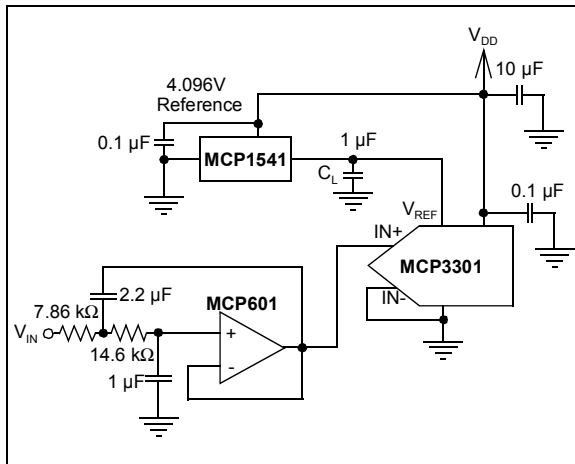 V_DD
10 µF
4.096V
Reference
0.1 µF
MCP1541
1 µF
C_L
0.1 µF
V_REF
IN+
MCP3301
IN-
2.2 µF
MCP601
7.86 kΩ
V_IN
14.6 kΩ
+
-
1 µF